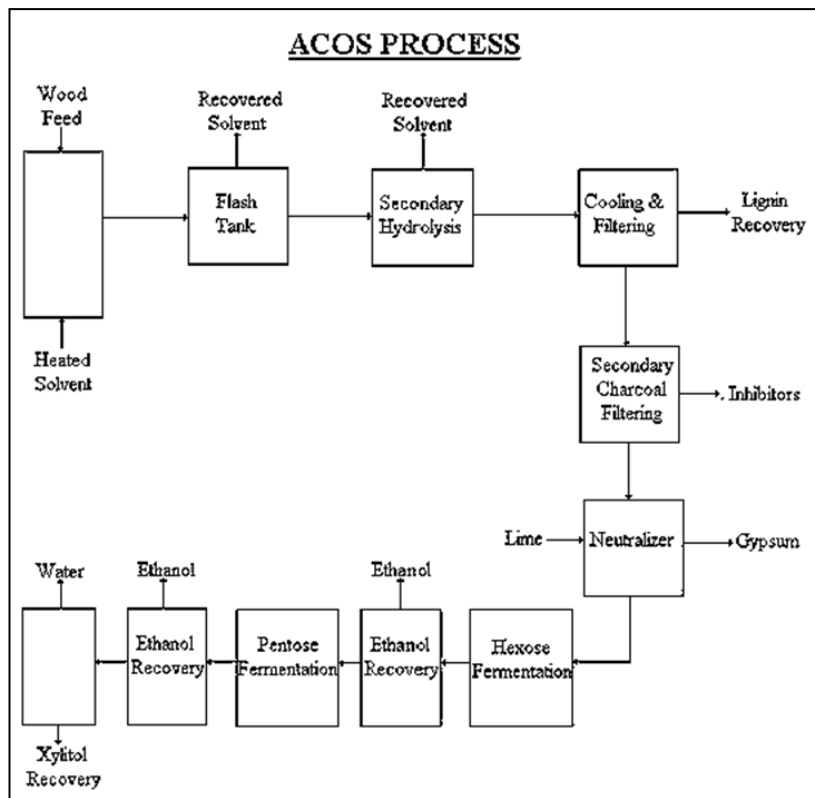 ACOS PROCESS
Wood
Feed
Recovered
Solvent
Recovered
Solvent
Flash
Tank
Secondary
Hydrolysis
Cooling &
Filtering
Lignin
Recovery
Heated
Solvent
Secondary
Charcoal
Filtering
Inhibitors
Lime
Neutralizer
Gypsum
Water
Ethanol
Ethanol
Ethanol
Recovery
Pentose
Fermentation
Ethanol
Recovery
Hexose
Fermentation
Xylitol
Recovery